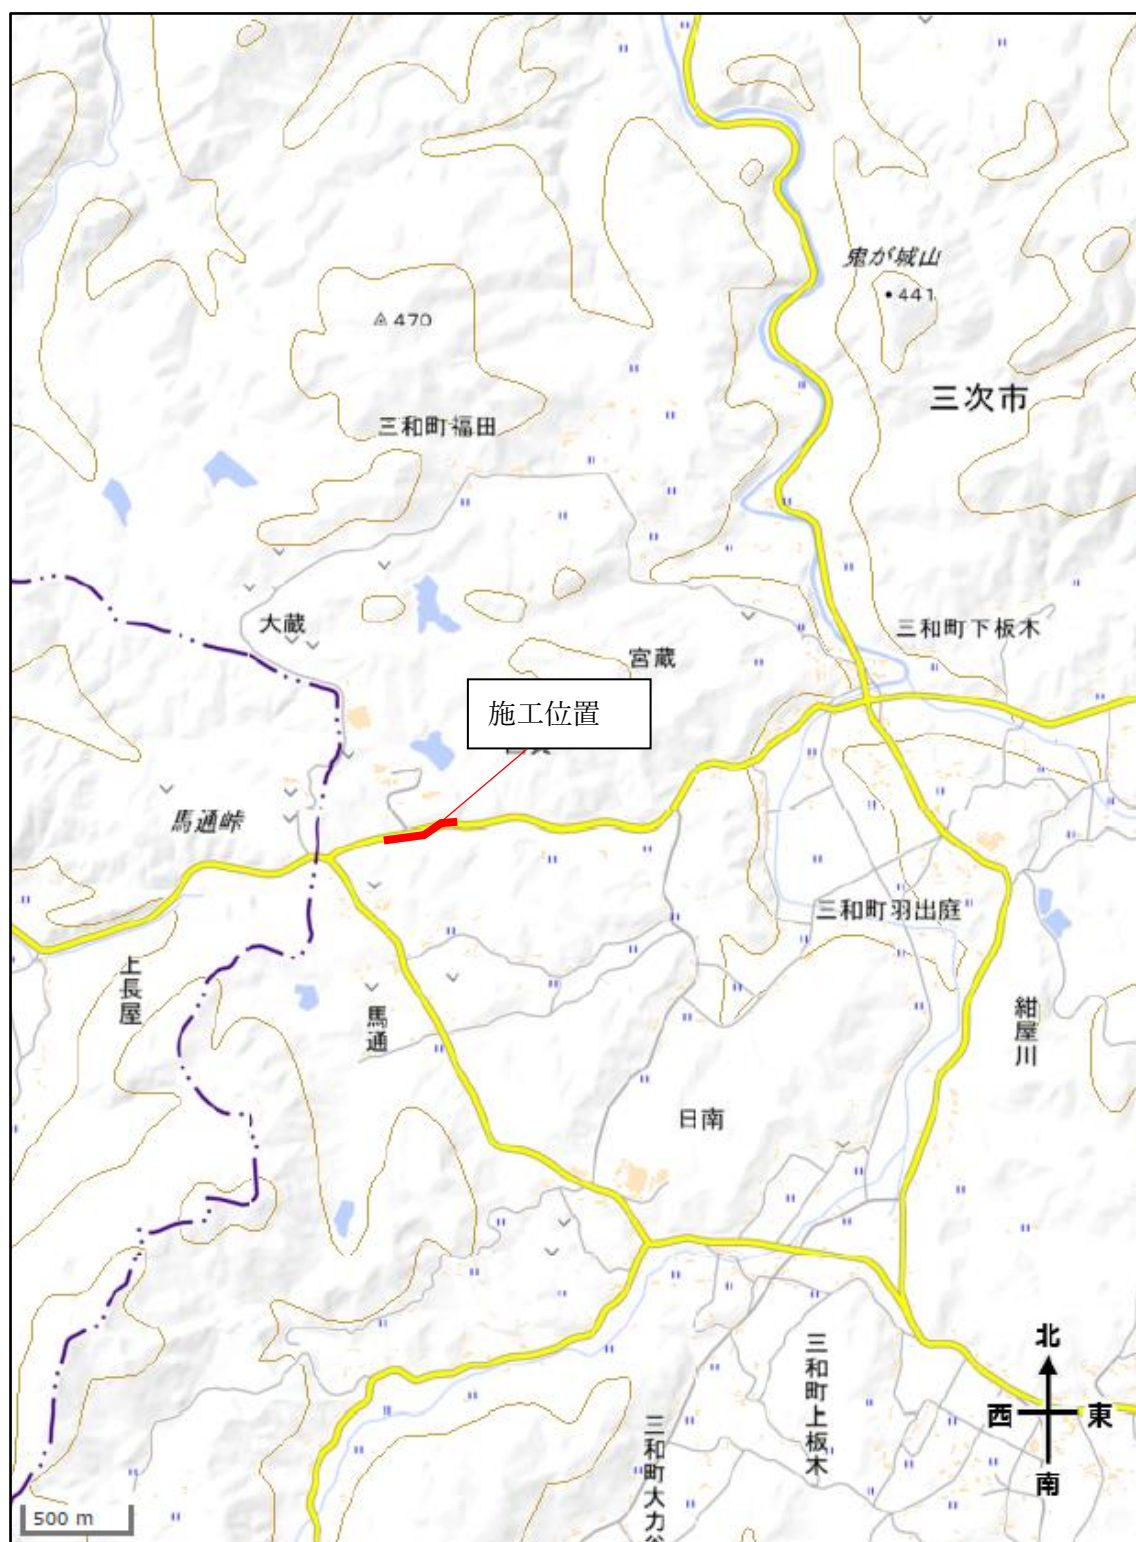 鬼が城山
441
470
三次市
三和町福田
大蔵
三和町下板木
宮蔵
施工位置
馬通峠
三和町羽出庭
上長屋
馬通
紺屋川
日南
北
西
東
南
三和町上板木
三和町大力谷
500 m